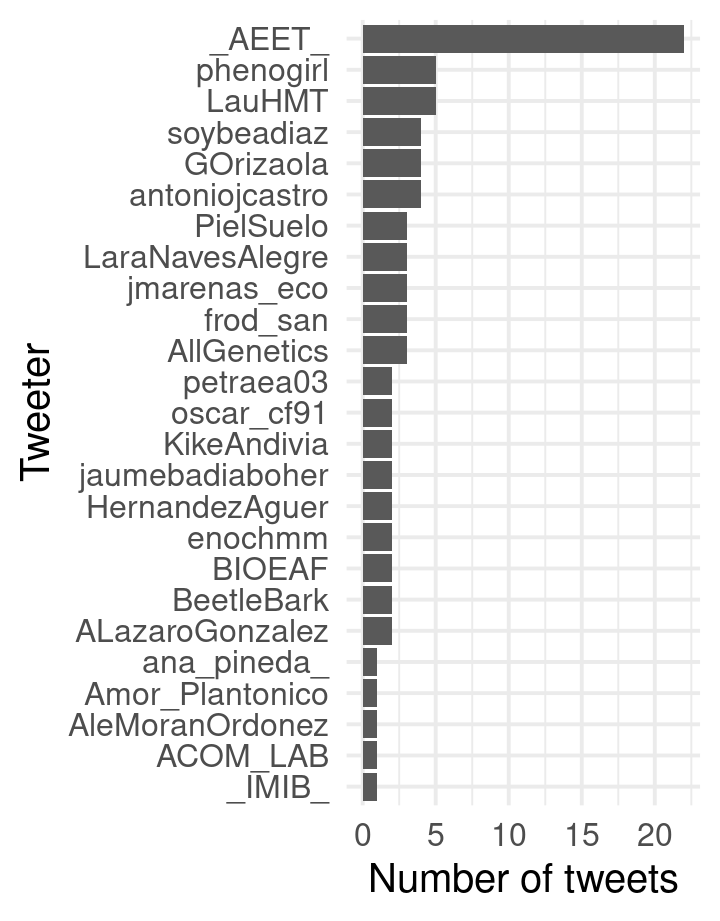 _AEET_
phenogirl
LauHMT
soybeadiaz
GOrizaola
antoniojcastro
PielSuelo
LaraNavesAlegre
jmarenas_eco
frod_san
AllGenetics
petraea03
oscar_cf91
KikeAndivia
jaumebadiaboher
HernandezAguer
enochmm
BIOEAF
BeetleBark
ALazaroGonzalez
ana_pineda_
Amor_Plantonico
AleMoranOrdonez
ACOM_LAB
_IMIB_
Tweeter
0 5 10 15 20
Number of tweets